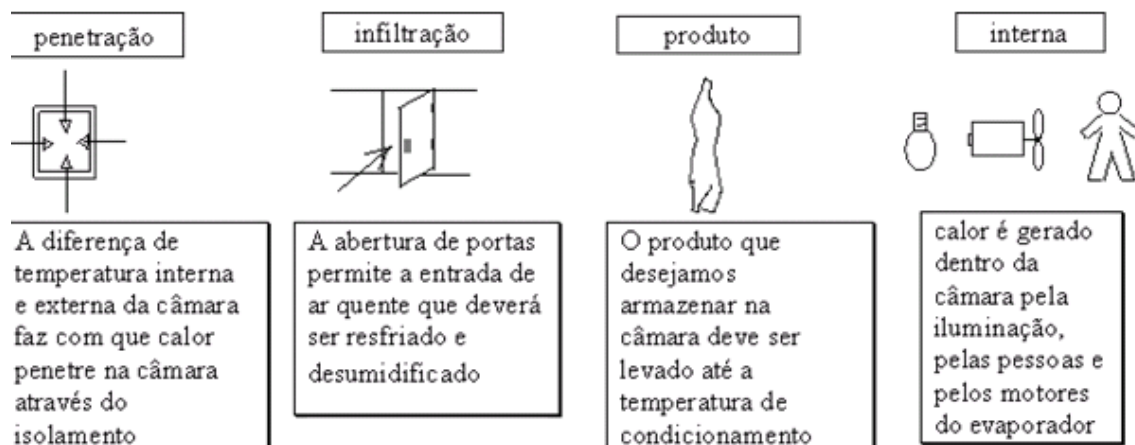 penetração
infiltração
produto
interna
A diferença de
temperatura interna
e externa da câmara
faz com que calor
penetre na câmara
através do
isolamento
A abertura de portas
permite a entrada de
ar quente que deverá
ser resfriado e
desumidificado
O produto que
desejamos
armazenar na
câmara deve ser
levado até a
temperatura de
condicionamento
calor é gerado
dentro da
câmara pela
iluminação,
pelas pessoas e
pelos motores
do evaporador